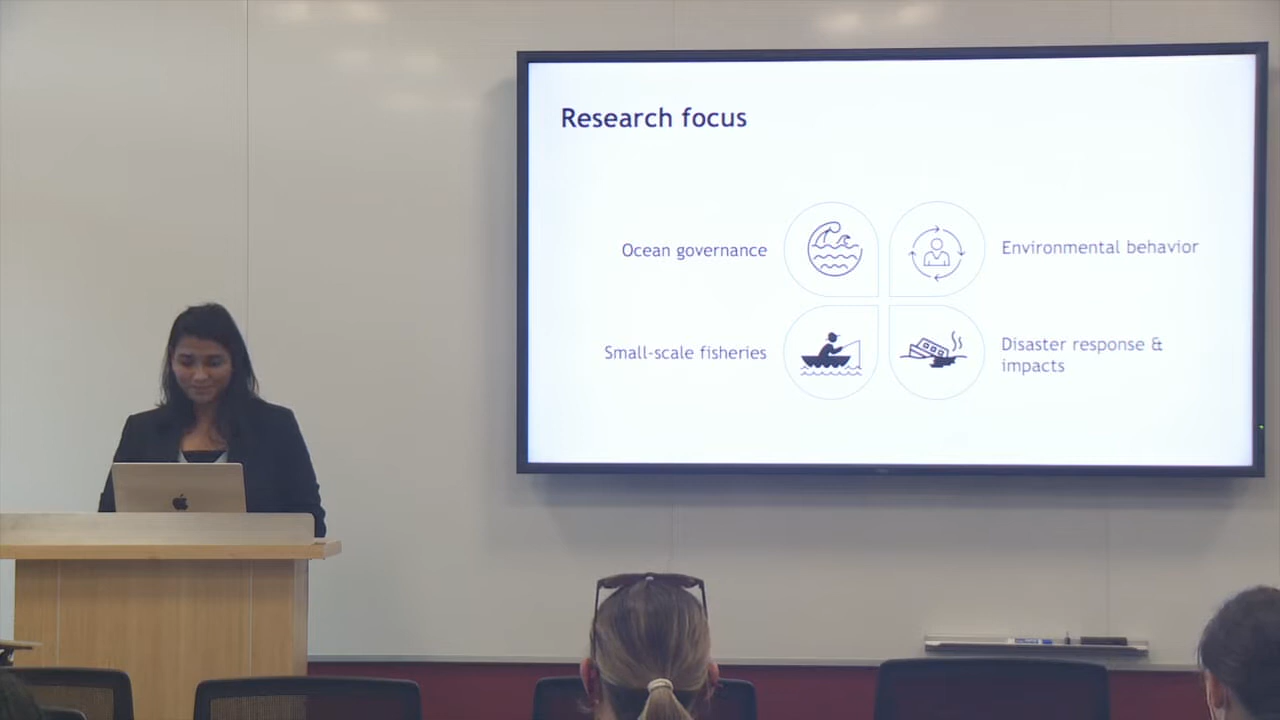 Research focus
Ocean governance
Environmental behavior
Small-scale fisheries
Disaster response &
impacts